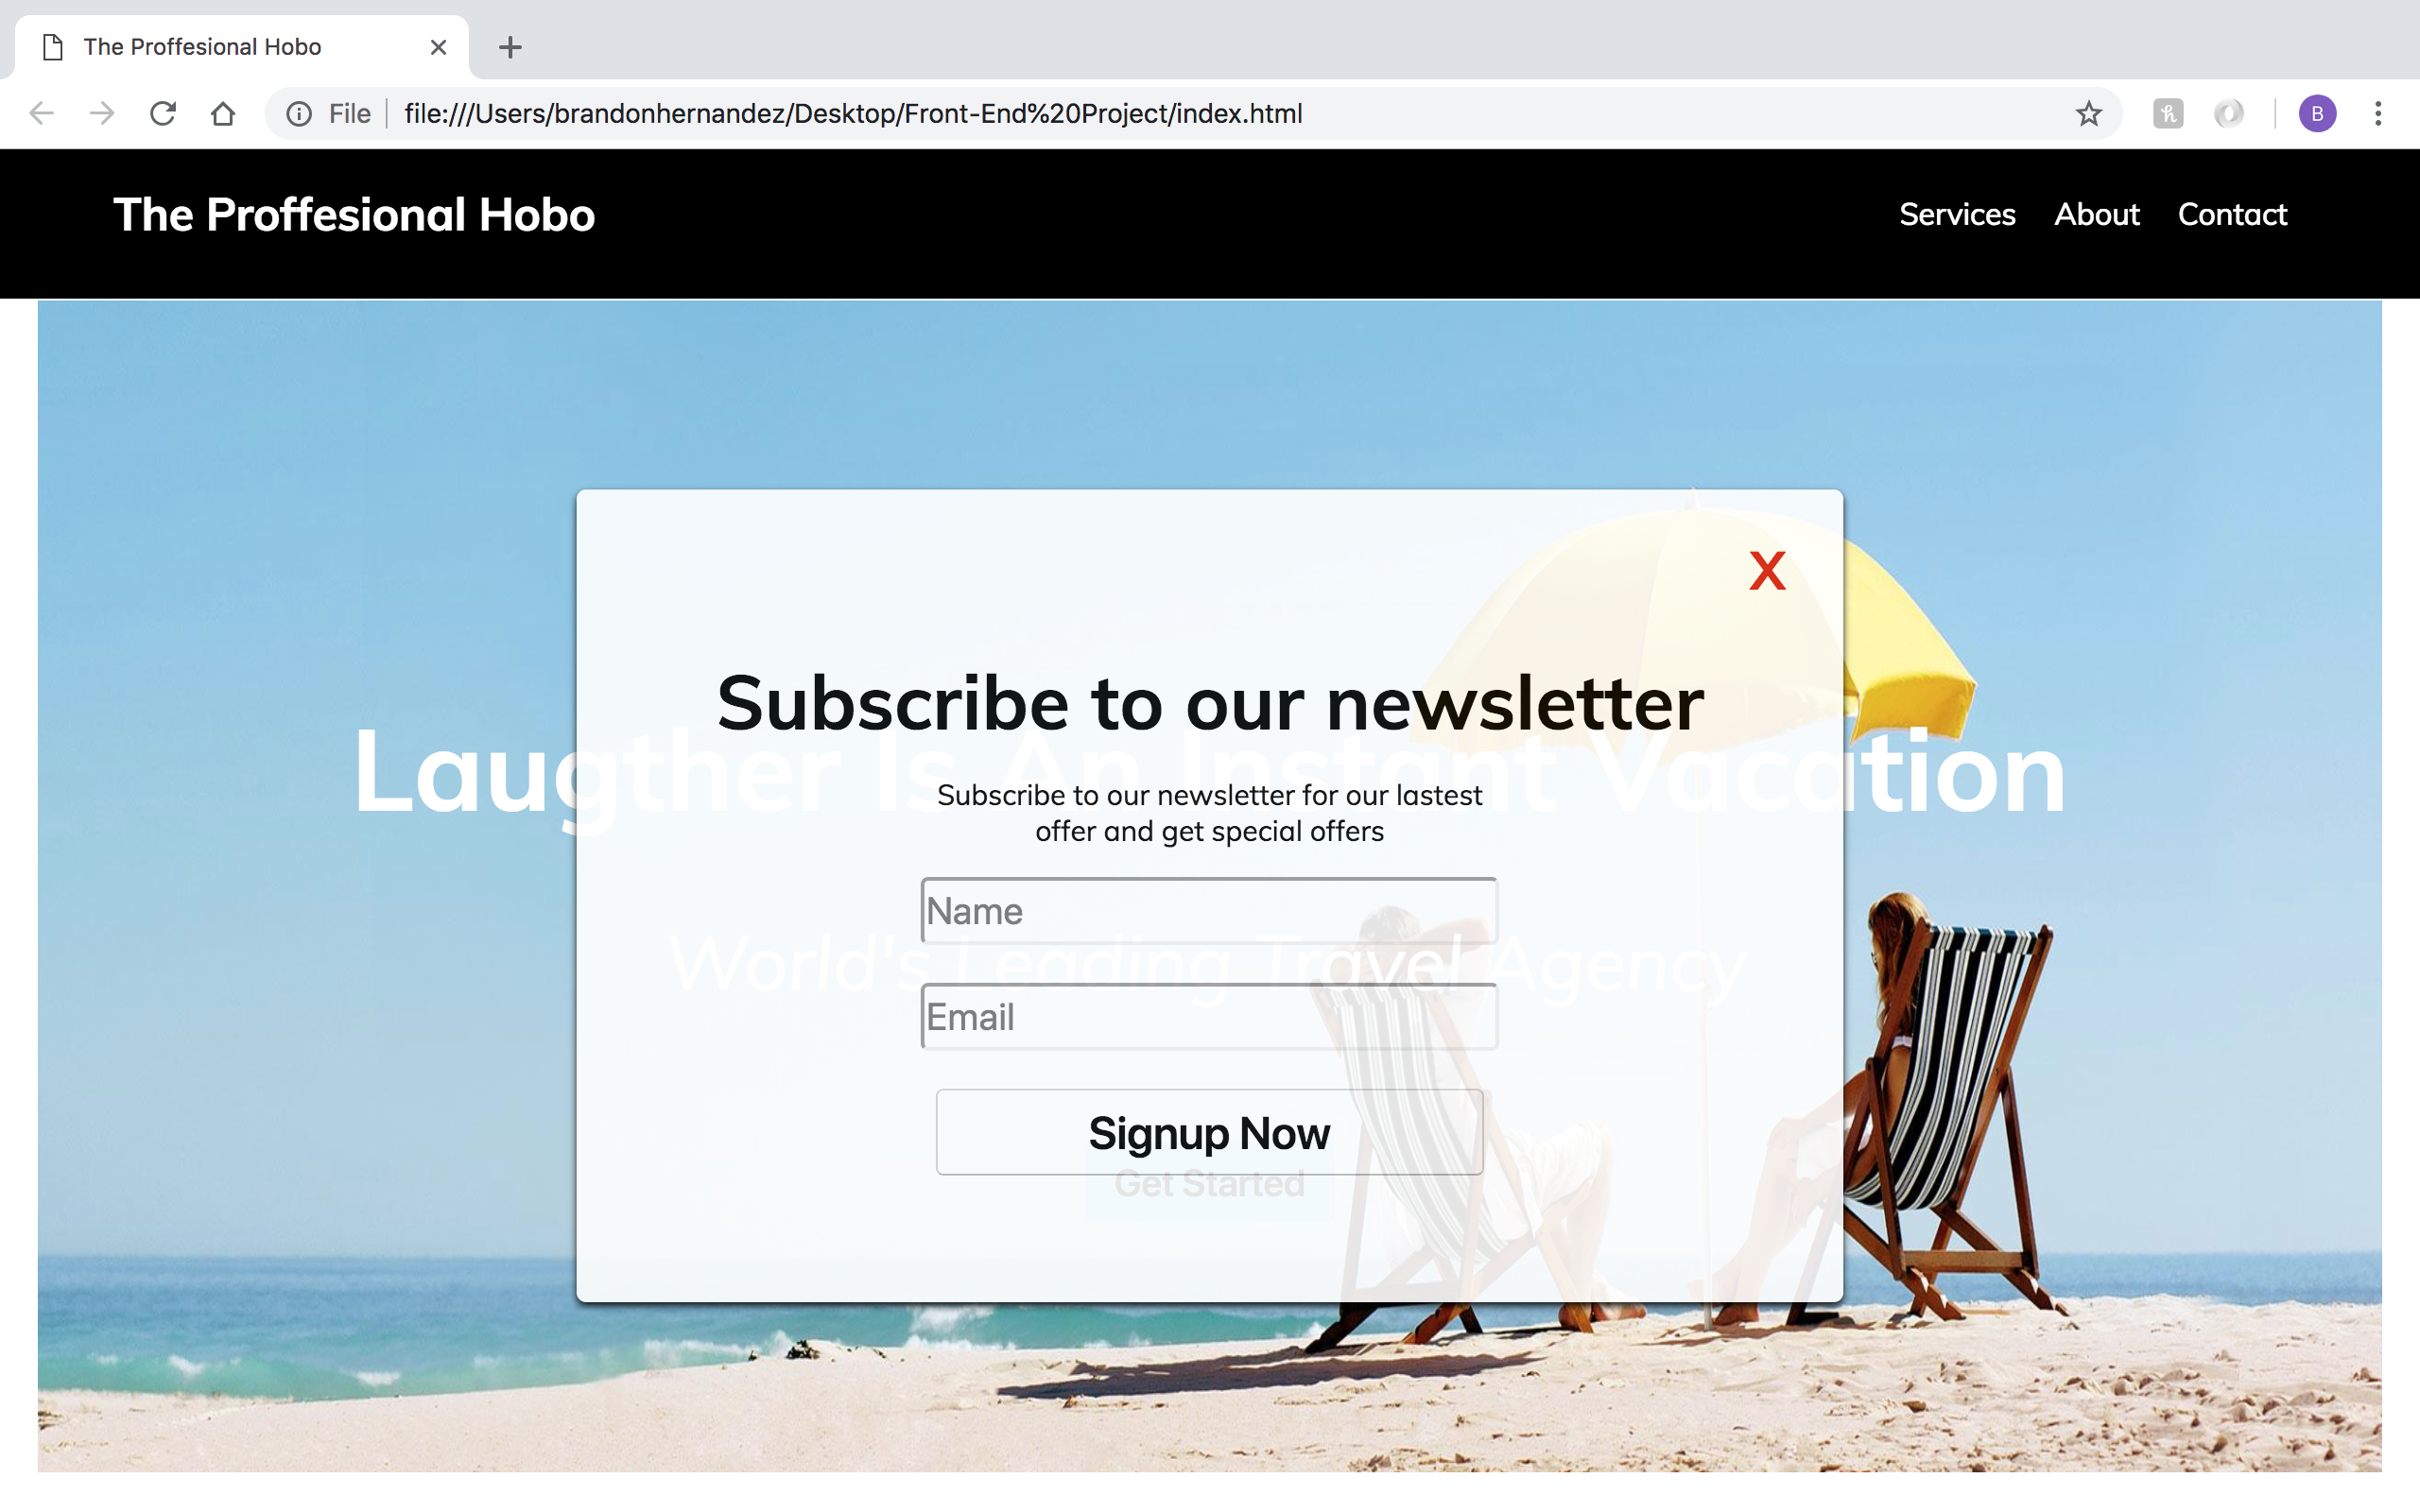 The Proffesional Hobo
File
file:///Users/brandonhernandez/Desktop/Front-End%20Project/index.html
B
The Proffesional Hobo
Services About Contact
X
Subscribe to our newsletter
Laugther Is An Instant Vacation
Subscribe to our newsletter for our lastest
offer and get special offers
Name
World's Leading Travel Agency
Email
Signup Now
Get Started